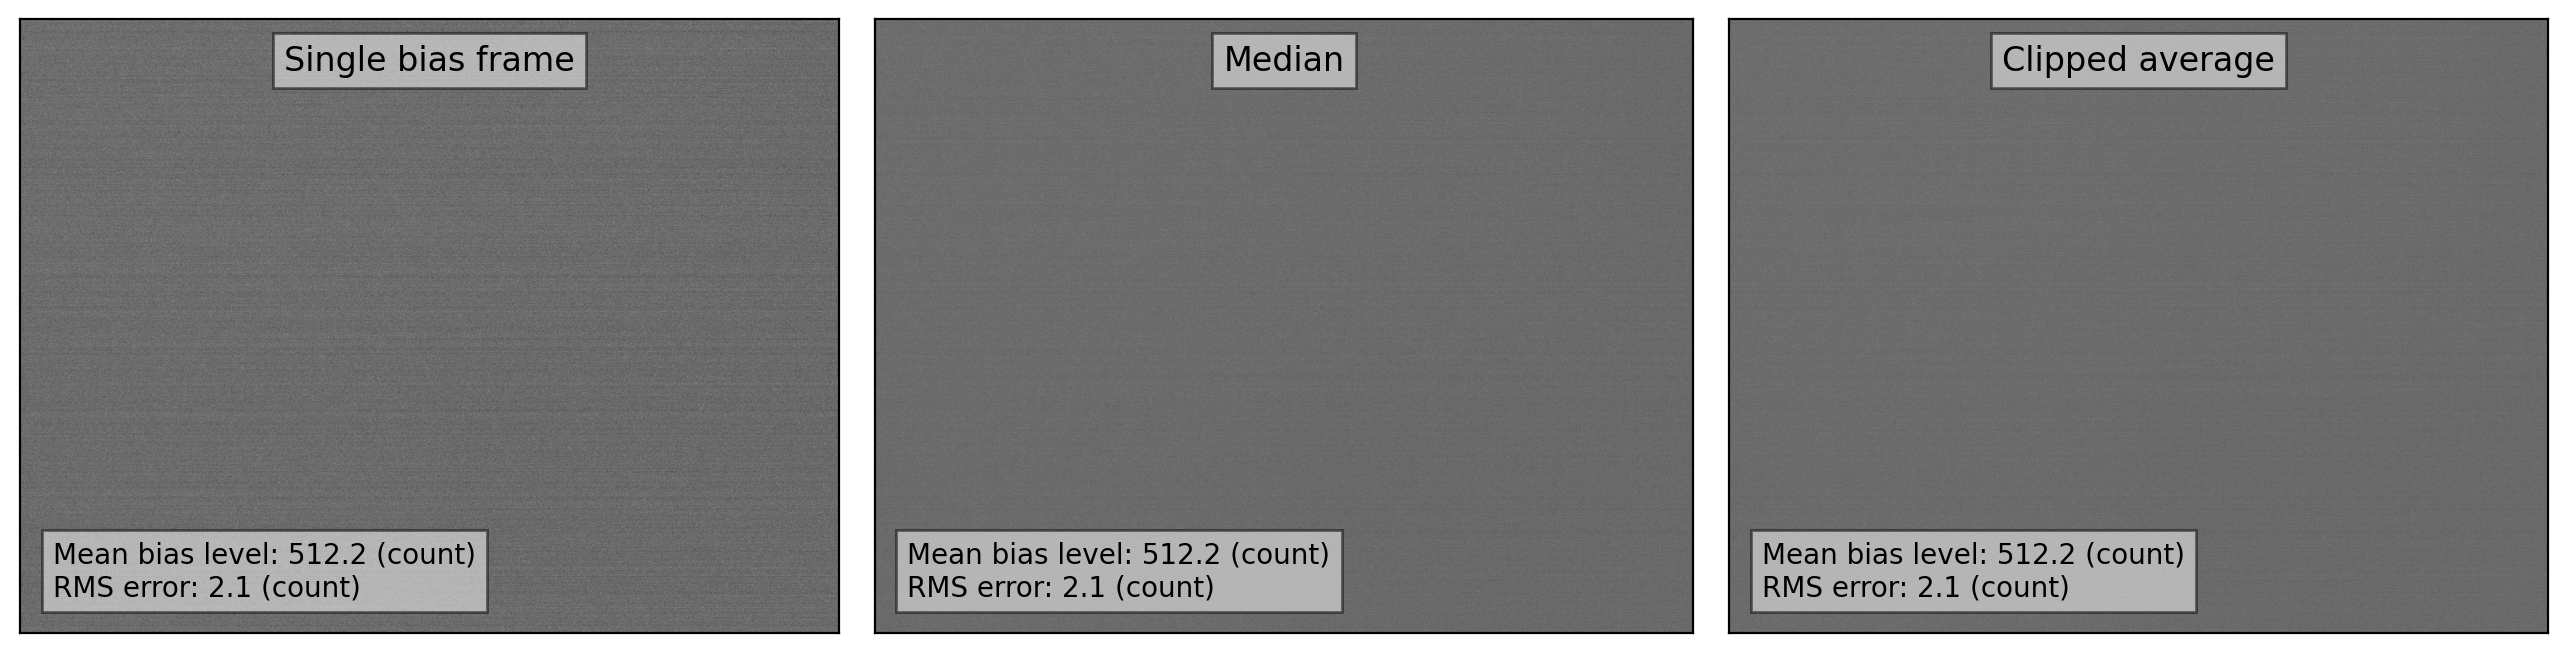 Single bias frame
Mean bias level: 512.2 (count)
RMS error: 2.1 (count)
Median
Mean bias level: 512.2 (count)
RMS error: 2.1 (count)
Clipped average
Mean bias level: 512.2 (count)
RMS error: 2.1 (count)